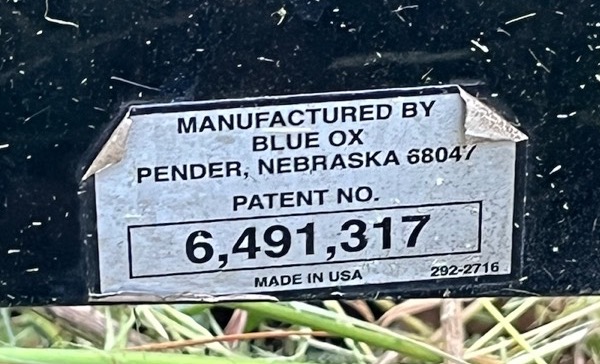 MANUFACTURED BY
BLUE OX
PENDER, NEBRASKA 68047
PATENT NO.
6,491,317
MADE IN USA 292-2716